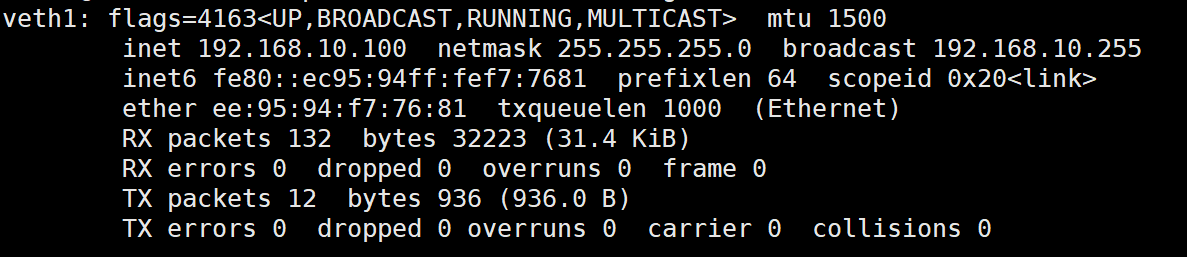 veth1: flags=4163<UP,BROADCAST,RUNNING,MULTICAST>  mtu 1500
        inet 192.168.10.100  netmask 255.255.255.0  broadcast 192.168.10.255
        inet6 fe80::ec95:94ff:fef7:7681  prefixlen 64  scopeid 0x20<link>
        ether ee:95:94:f7:76:81  txqueuelen 1000  (Ethernet)
        RX packets 132  bytes 32223 (31.4 KiB)
        RX errors 0  dropped 0  overruns 0  frame 0
        TX packets 12  bytes 936 (936.0 B)
        TX errors 0  dropped 0 overruns 0  carrier 0  collisions 0